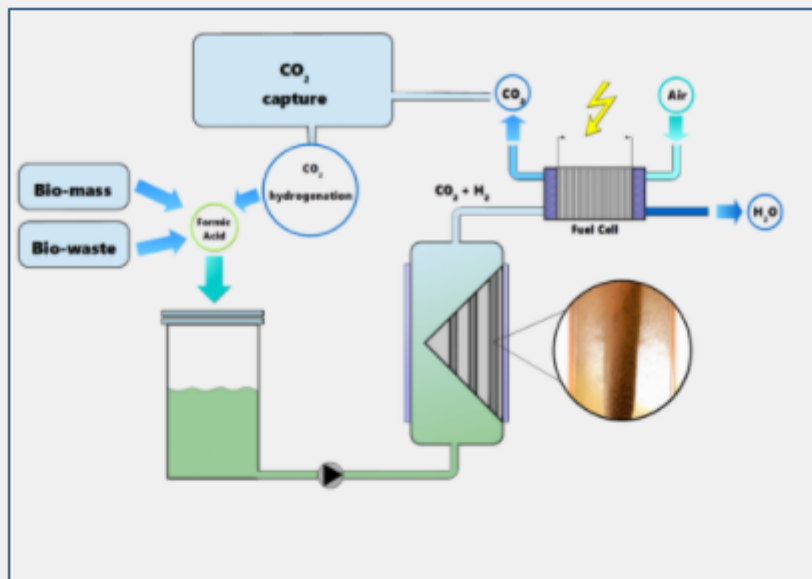 CO₂
capture
CO₂
Air
CO₂
hydrogenation
Bio-mass
CO₂ + H₂
Formic
Acid
H₂O
Fuel Cell
Bio-waste